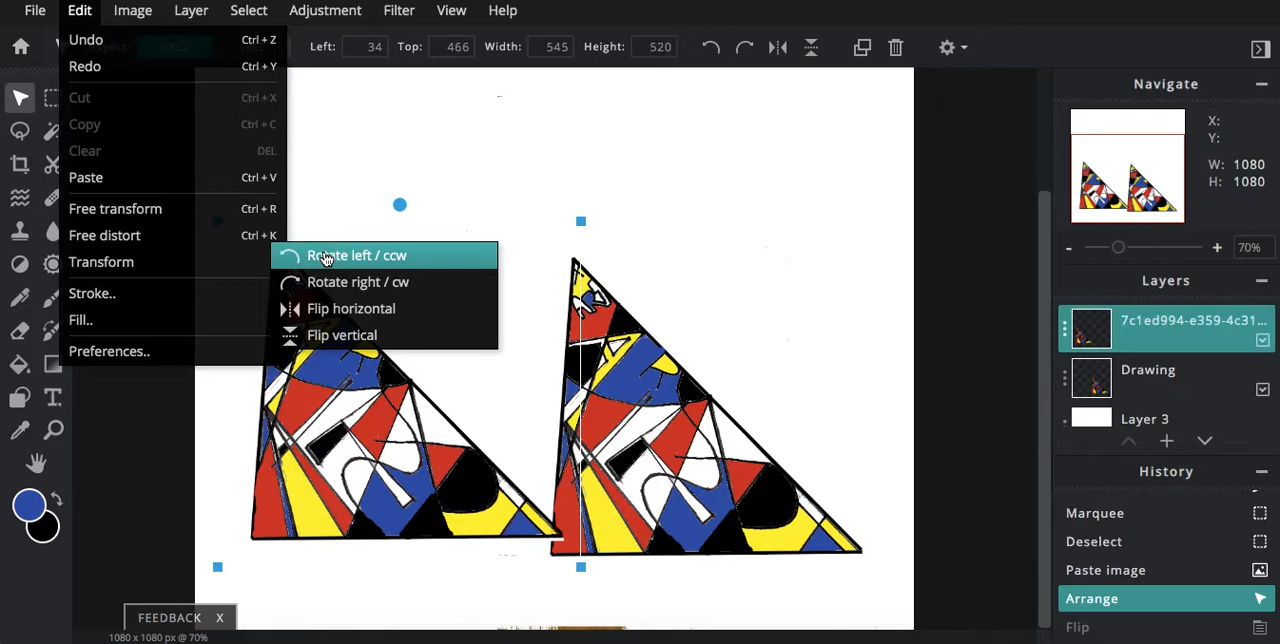 File Edit Image Layer Select Adjustment Filter View Help
Left: 34 Top: 466 Width: 545 Height: 520
Undo Ctrl + Z
Redo Ctrl + Y
Cut Ctrl + X
Copy Ctrl + C
Clear DEL
Paste Ctrl + V
Free transform Ctrl + R
Free distort Ctrl + K
Transform
Stroke..
Fill..
Preferences..
Rotate left / ccw
Rotate right / cw
Flip horizontal
Flip vertical
Navigate
X:
Y:
W: 1080
H: 1080
- + 70%
Layers
7c1ed994-e359-4c31...
Drawing
Layer 3
History
Marquee
Deselect
Paste image
Arrange
Flip
FEEDBACK X
1080 x 1080 px @ 70%